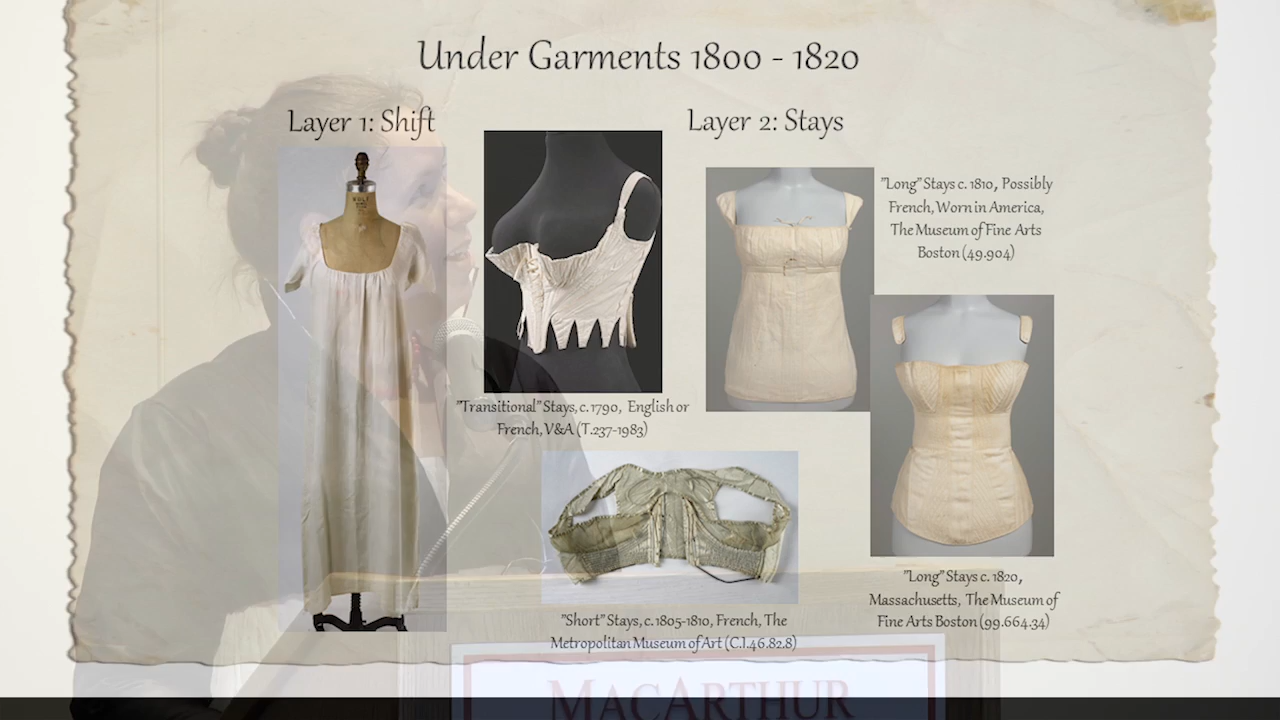 Under Garments 1800 - 1820
Layer 1: Shift
Layer 2: Stays
"Transitional" Stays, c. 1790, English or
French, V&A (T.237-1983)
"Long" Stays c. 1810, Possibly
French, Worn in America,
The Museum of Fine Arts
Boston (49.904)
"Short" Stays, c. 1805-1810, French, The
Metropolitan Museum of Art (C.I.46.82.8)
"Long" Stays c. 1820,
Massachusetts, The Museum of
Fine Arts Boston (99.664.34)
MACARTHUR